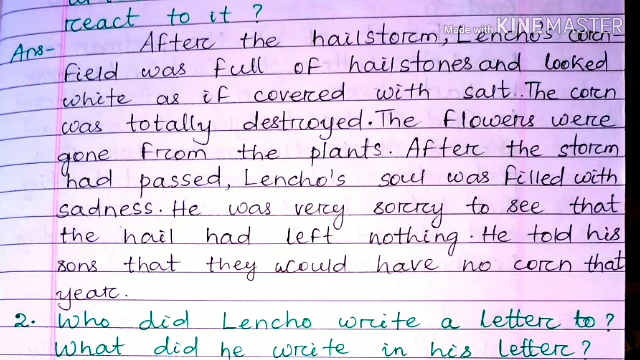 react to it ?
Made with KINEMASTER
Ans- After the hailstorm, Lencho's corn-
field was full of hailstones and looked
white as if covered with salt. The corn
was totally destroyed. The flowers were
gone from the plants. After the storm
had passed, Lencho's soul was filled with
sadness. He was very sorry to see that
the hail had left nothing. He told his
sons that they would have no corn that
year.
2. Who did Lencho write a letter to?
What did he write in his letter?